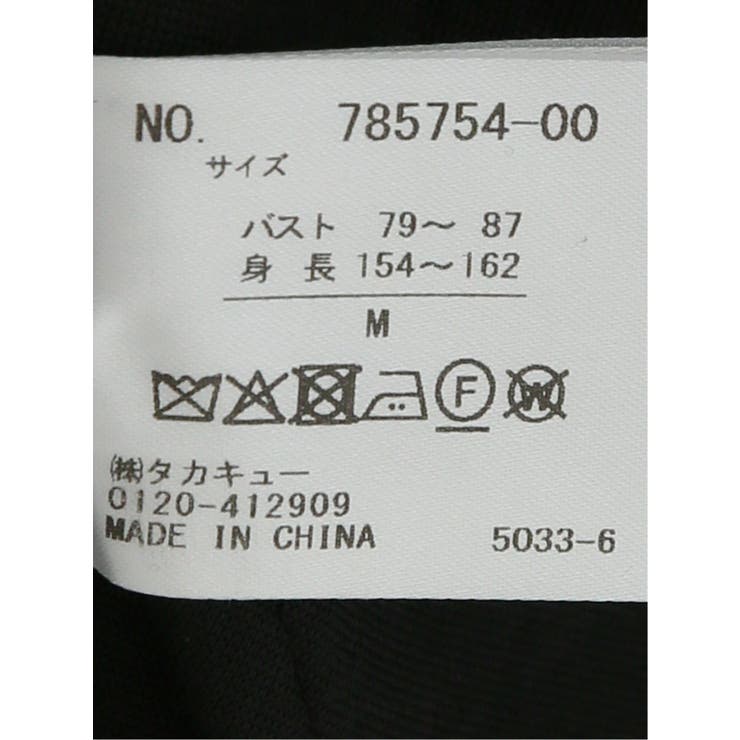 NO. 785754-00
サイズ
バスト 79〜 87
身 長 154〜162
M
F W
㈱タカキュー
0120-412909
MADE IN CHINA 5033-6